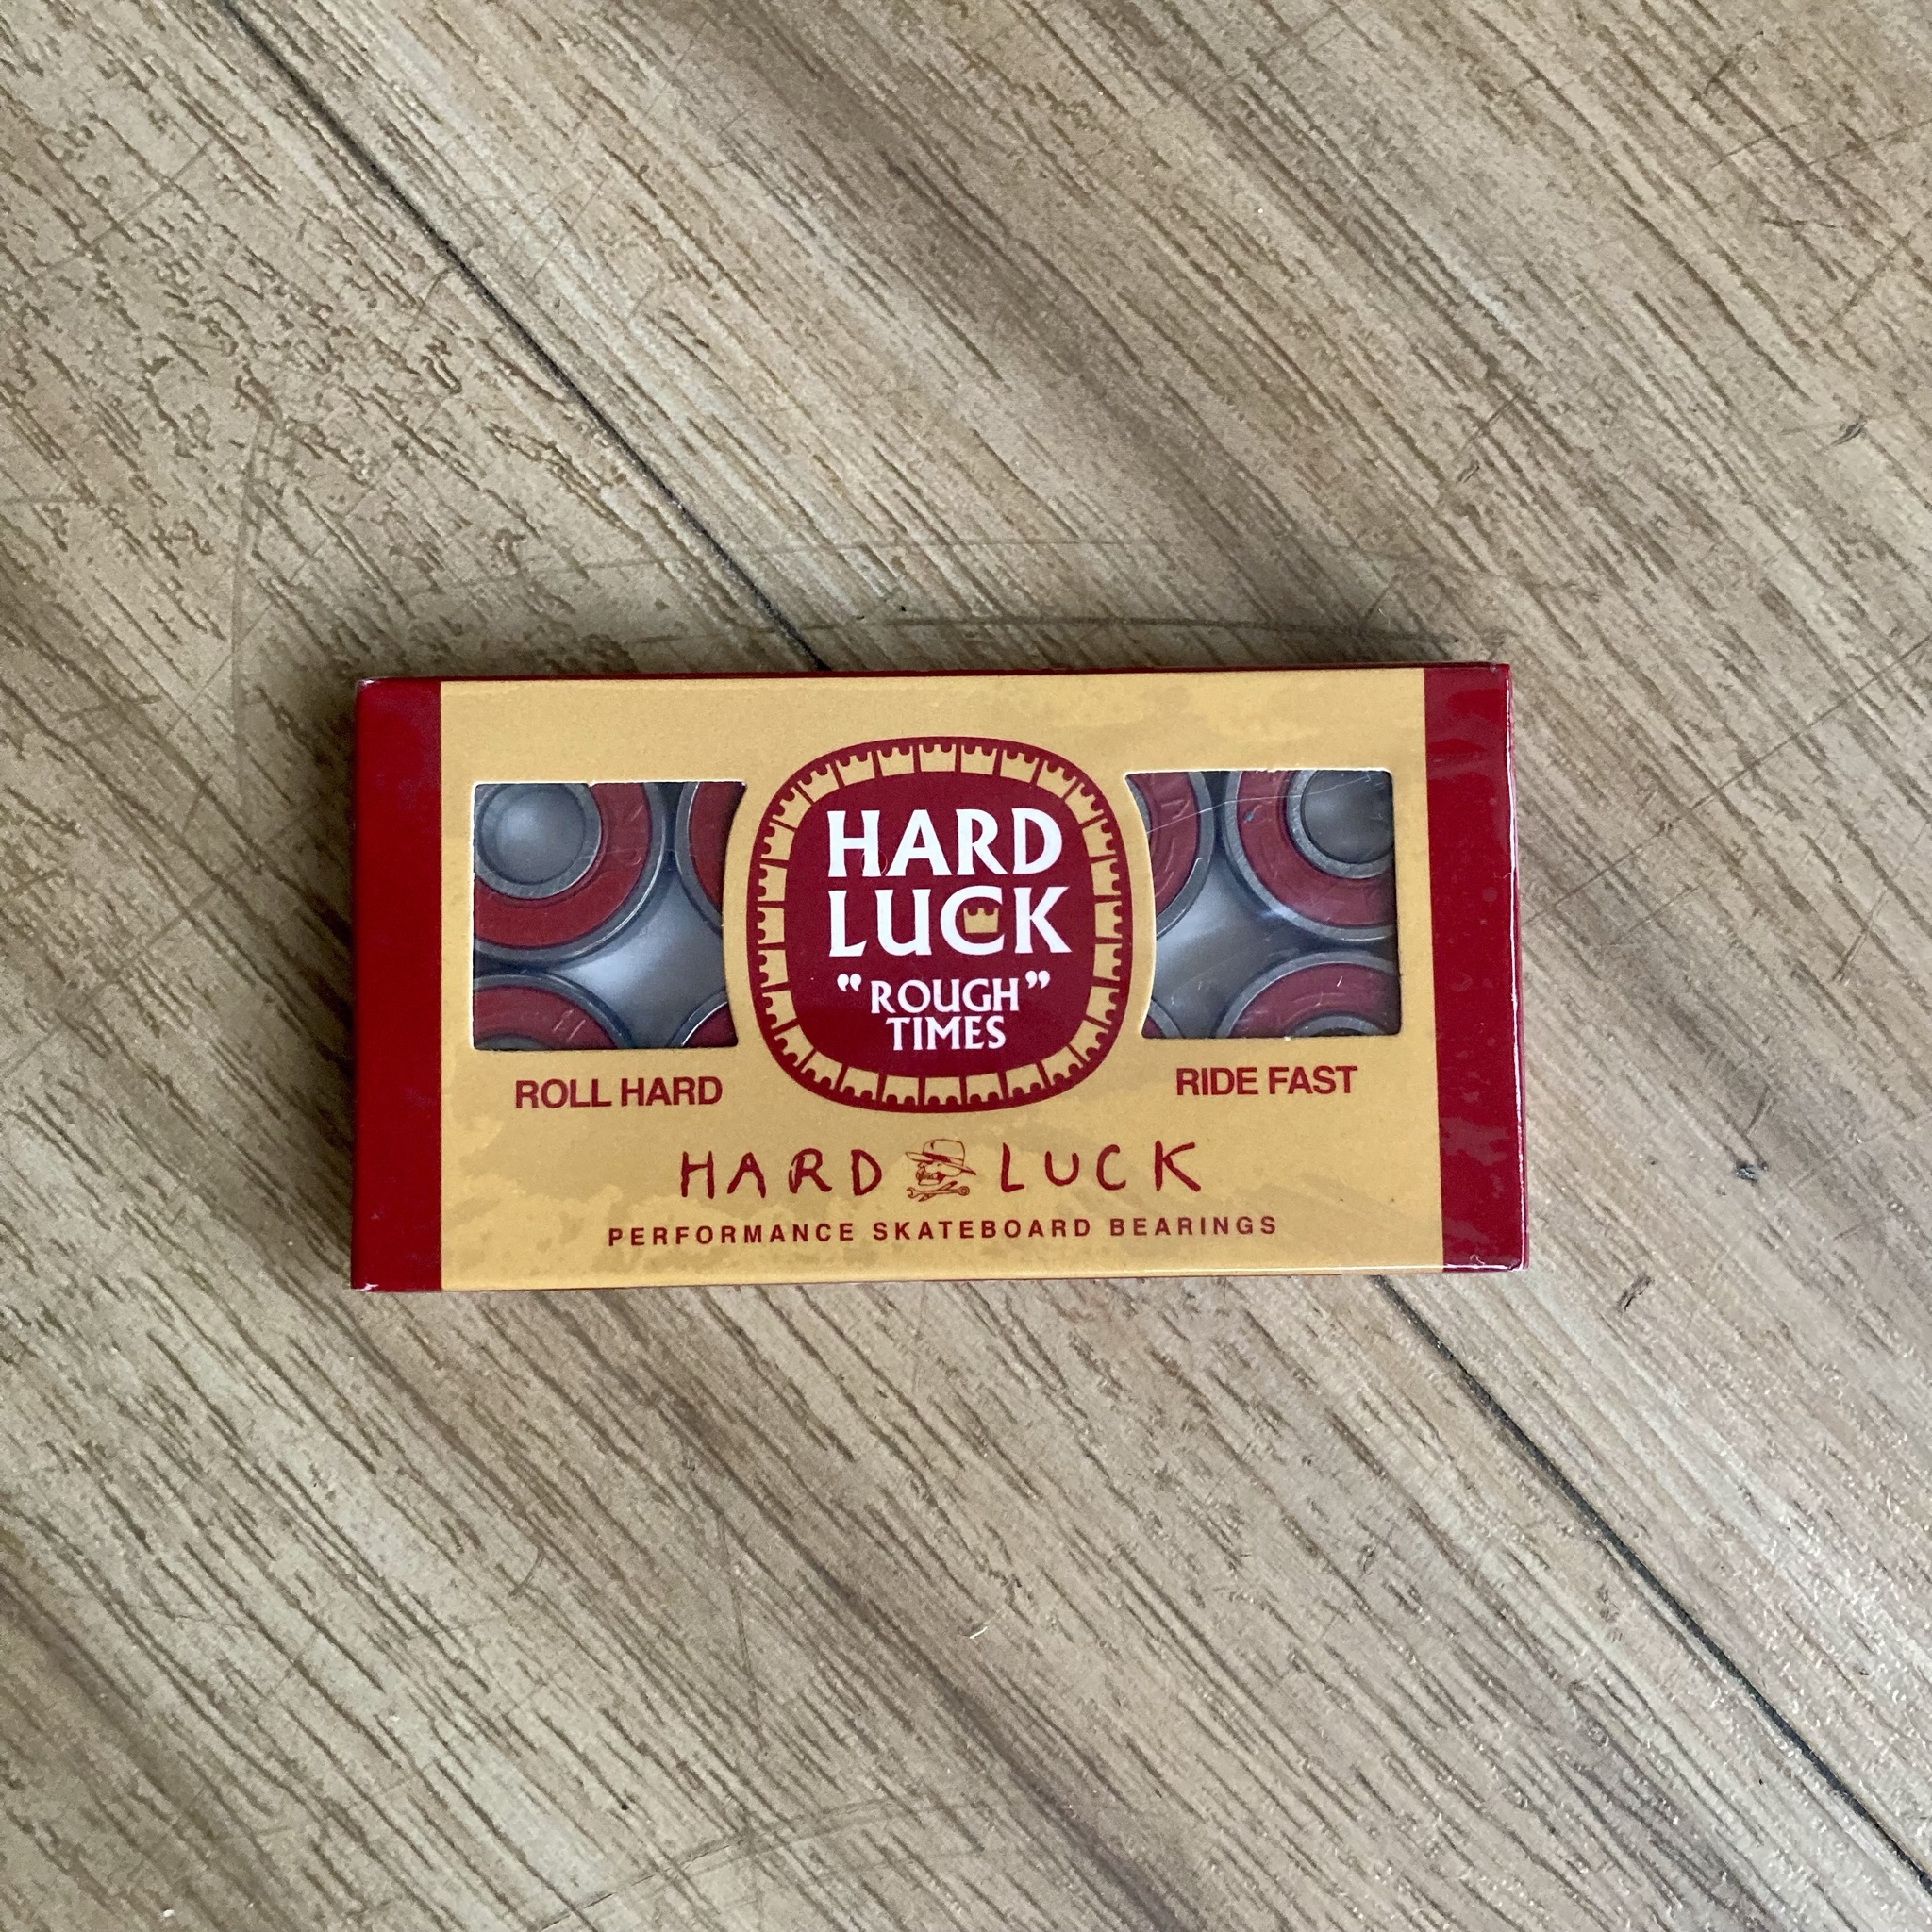 HARD
LUCK
“ROUGH”
TIMES
ROLL HARD
RIDE FAST
HARD LUCK
PERFORMANCE SKATEBOARD BEARINGS